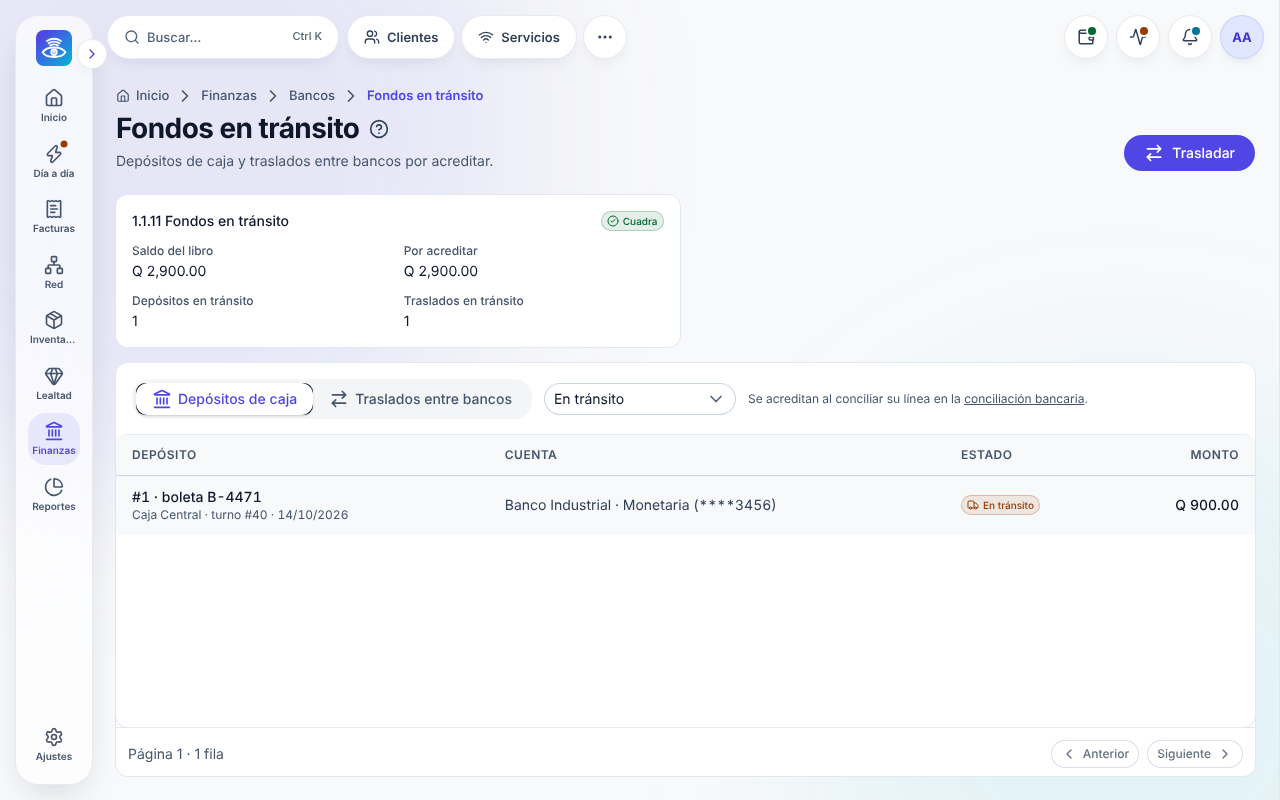 Buscar...
Ctrl K
Clientes
Servicios
AA
Inicio
Día a día
Facturas
Red
Inventa...
Lealtad
Finanzas
Reportes
Ajustes
Inicio
Finanzas
Bancos
Fondos en tránsito
Fondos en tránsito
Depósitos de caja y traslados entre bancos por acreditar.
Trasladar
1.1.11 Fondos en tránsito
Cuadra
Saldo del libro
Q 2,900.00
Por acreditar
Q 2,900.00
Depósitos en tránsito
1
Traslados en tránsito
1
Depósitos de caja
Traslados entre bancos
En tránsito
Se acreditan al conciliar su línea en la conciliación bancaria.
DEPÓSITO
CUENTA
ESTADO
MONTO
#1 · boleta B-4471
Caja Central · turno #40 · 14/10/2026
Banco Industrial · Monetaria (****3456)
En tránsito
Q 900.00
Página 1 · 1 fila
Anterior
Siguiente